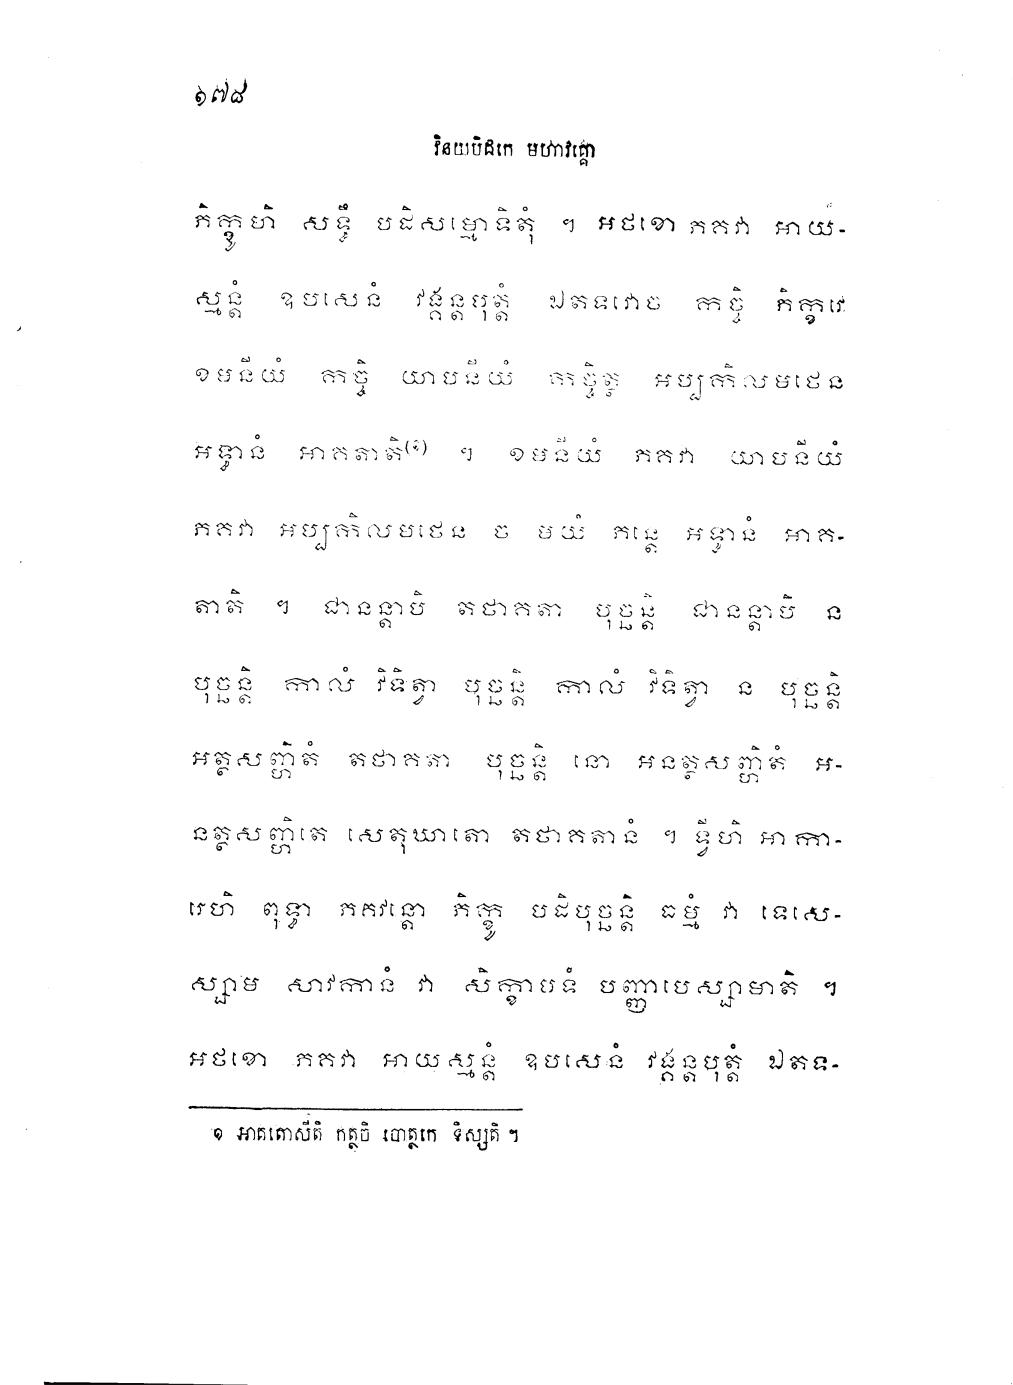 ១៧៨
វិនយបិដកេ មហាវគ្គោ
ភិក្ខូហិ សទ្ធឹ បដិសម្មោទិតុំ ។ អថខោ ភគវា អាយ-
ស្មន្តំ ឧបសេនំ វង្គន្តបុត្តំ ឯតទវោច កច្ចិ ភិក្ខវេ
ខមនីយំ កច្ចិ យាបនីយំ កច្ចិត្ថ អប្បកិលមថេន
អទ្ធានំ អាគតាតិ(១) ។ ខមនីយំ ភគវា យាបនីយំ
ភគវា អប្បកិលមថេន ច មយំ ភន្តេ អទ្ធានំ អាគ-
តាតិ ។ ជានន្តាបិ តថាគតា បុច្ឆន្តិ ជានន្តាបិ ន
បុច្ឆន្តិ កាលំ វិទិត្វា បុច្ឆន្តិ កាលំ វិទិត្វា ន បុច្ឆន្តិ
អត្ថសញ្ហិតំ តថាគតា បុច្ឆន្តិ នោ អនត្ថសញ្ហិតំ អ-
នត្ថសញ្ហិតេ សេតុឃាតោ តថាគតានំ ។ ទ្វីហិ អាកា-
រេហិ ពុទ្ធា ភគវន្តោ ភិក្ខូ បដិបុច្ឆន្តិ ធម្មំ វា ទេសេ-
ស្សាម សាវកានំ វា សិក្ខាបទំ បញ្ញាបេស្សាមាតិ ។
អថខោ ភគវា អាយស្មន្តំ ឧបសេនំ វង្គន្តបុត្តំ ឯតទ-
១ អាគតោសីតិ កត្ថចិ បោត្ថកេ ទិស្សតិ ។